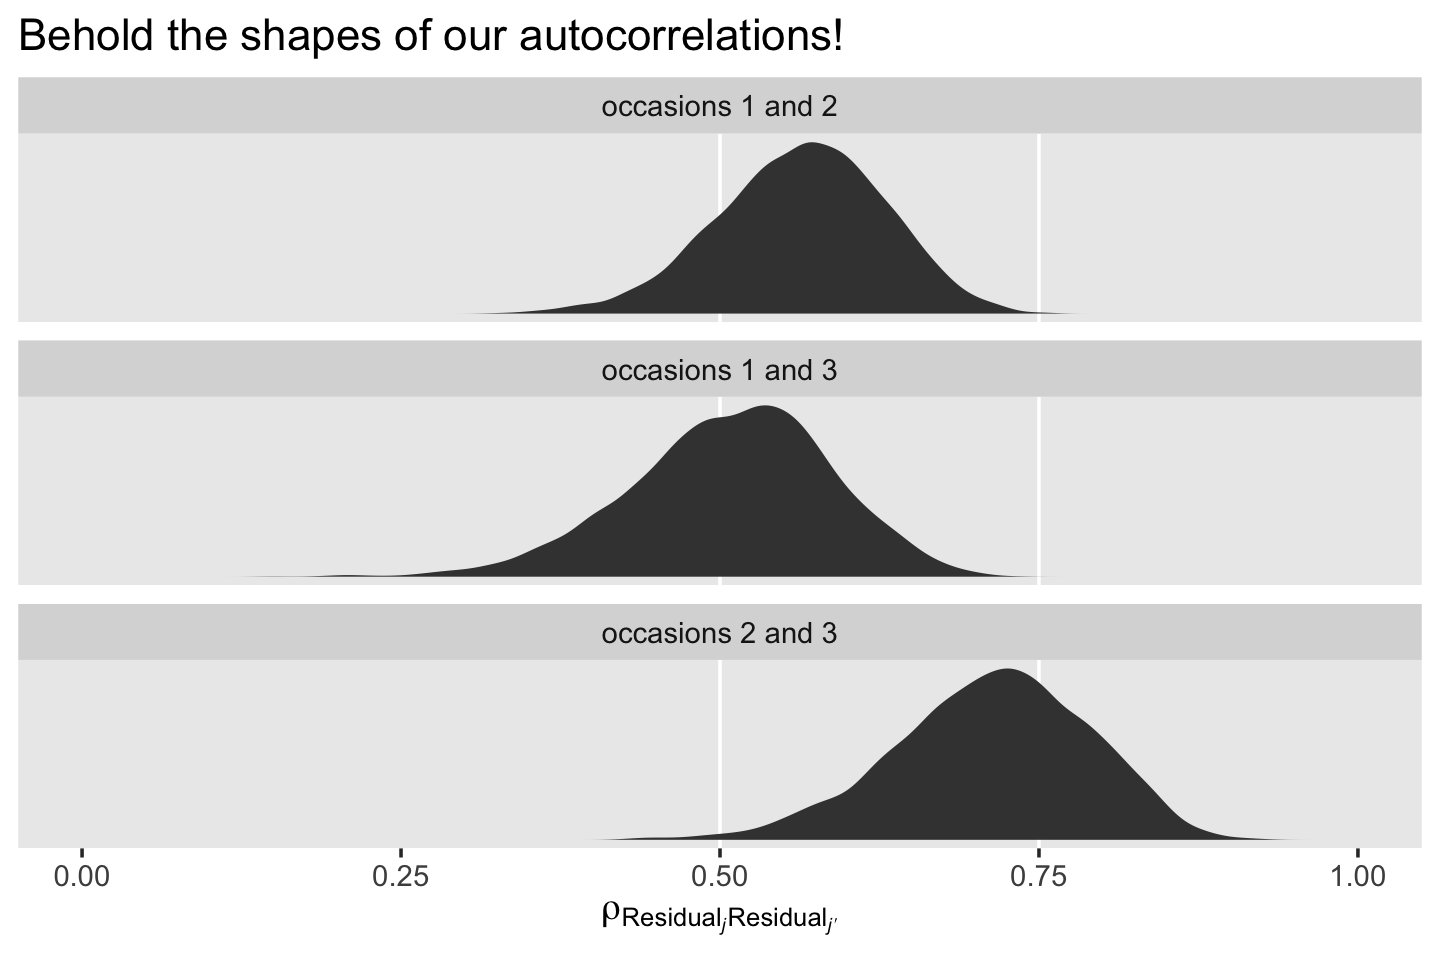 Behold the shapes of our autocorrelations!
occasions 1 and 2
occasions 1 and 3
occasions 2 and 3
0.00 0.25 0.50 0.75 1.00
ρResidualjResidualj′